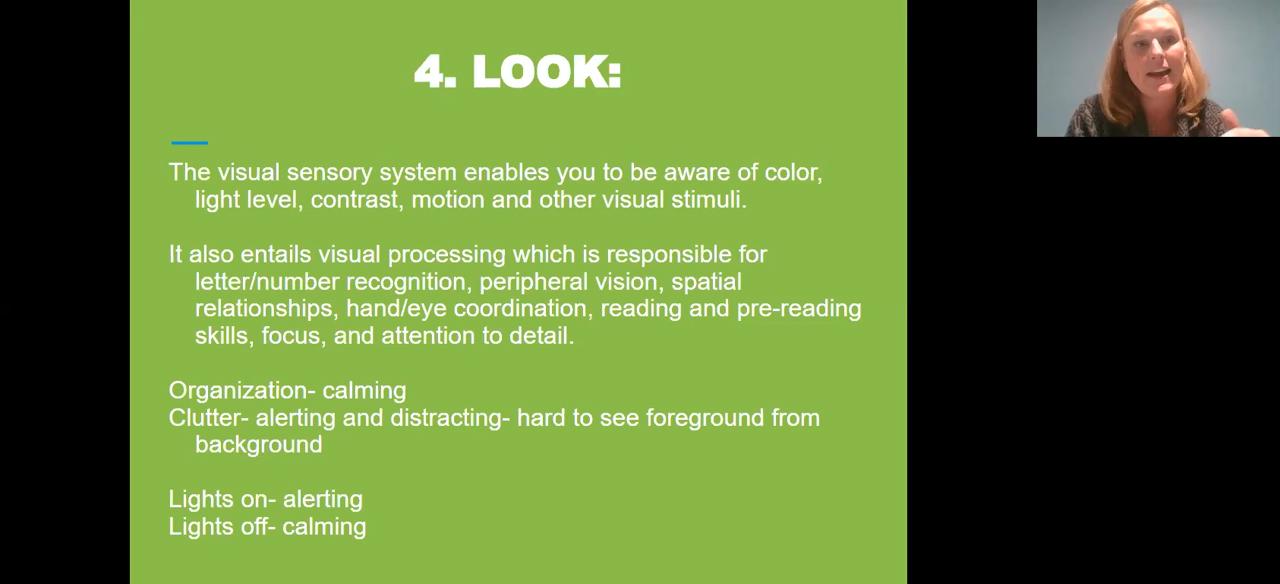 4. LOOK:
The visual sensory system enables you to be aware of color,
light level, contrast, motion and other visual stimuli.
It also entails visual processing which is responsible for
letter/number recognition, peripheral vision, spatial
relationships, hand/eye coordination, reading and pre-reading
skills, focus, and attention to detail.
Organization- calming
Clutter- alerting and distracting- hard to see foreground from
background
Lights on- alerting
Lights off- calming